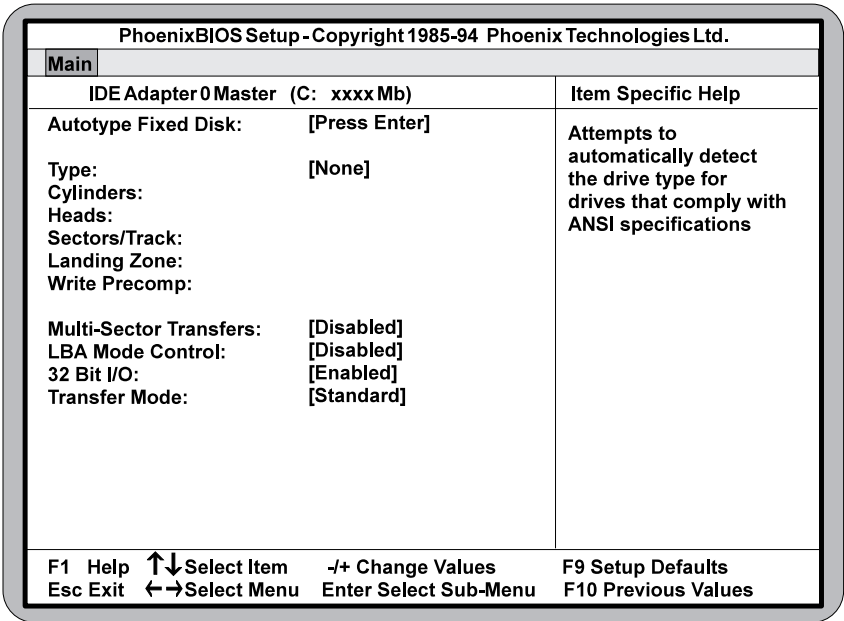 PhoenixBIOS Setup - Copyright 1985-94 Phoenix Technologies Ltd.
Main
IDE Adapter 0 Master (C: xxxx Mb)
Item Specific Help
Autotype Fixed Disk: [Press Enter]
Type: [None]
Cylinders:
Heads:
Sectors/Track:
Landing Zone:
Write Precomp:
Multi-Sector Transfers: [Disabled]
LBA Mode Control: [Disabled]
32 Bit I/O: [Enabled]
Transfer Mode: [Standard]
Attempts to
automatically detect
the drive type for
drives that comply with
ANSI specifications
F1 Help ↑↓ Select Item -/+ Change Values F9 Setup Defaults
Esc Exit ←→ Select Menu Enter Select Sub-Menu F10 Previous Values